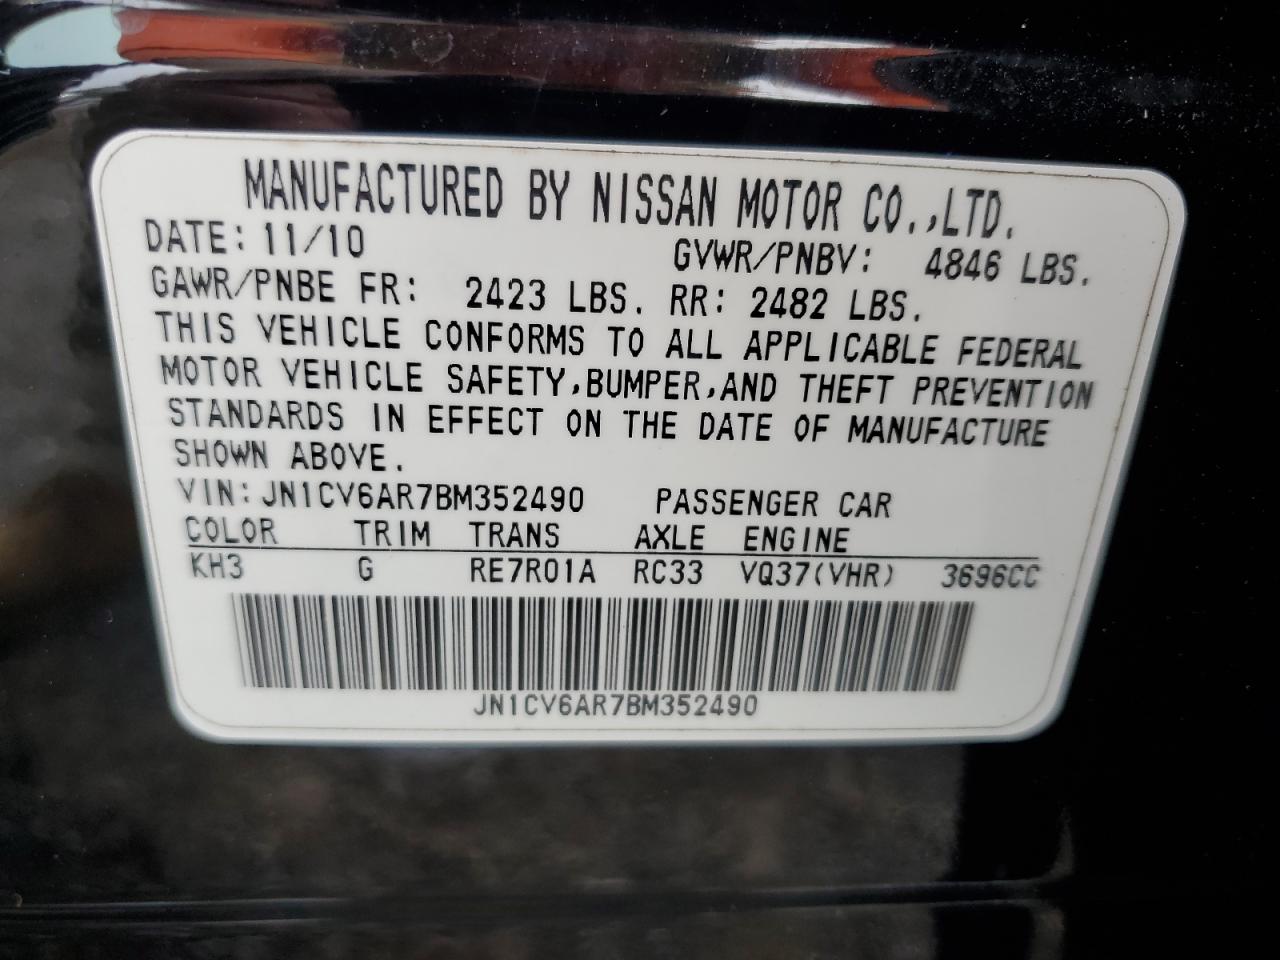 MANUFACTURED BY NISSAN MOTOR CO.,LTD.
DATE: 11/10 GVWR/PNBV: 4846 LBS.
GAWR/PNBE FR: 2423 LBS. RR: 2482 LBS.
THIS VEHICLE CONFORMS TO ALL APPLICABLE FEDERAL
MOTOR VEHICLE SAFETY,BUMPER,AND THEFT PREVENTION
STANDARDS IN EFFECT ON THE DATE OF MANUFACTURE
SHOWN ABOVE.
VIN: JN1CV6AR7BM352490 PASSENGER CAR
COLOR TRIM TRANS AXLE ENGINE
KH3 G RE7R01A RC33 VQ37(VHR) 3696CC
JN1CV6AR7BM352490